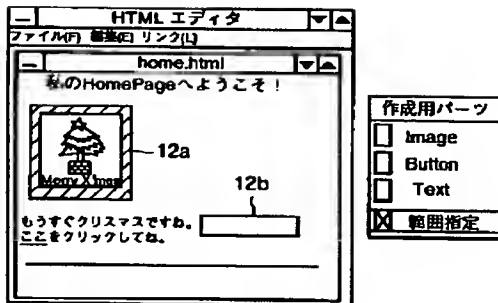 HTML エディタ
ファイル(F) 編集(E) リンク(L)
home.html
私のHomePageへようこそ！
Merry X'mas
12a
12b
もうすぐクリスマスですね。
ここをクリックしてね。
作成用パーツ
Image
Button
Text
範囲指定